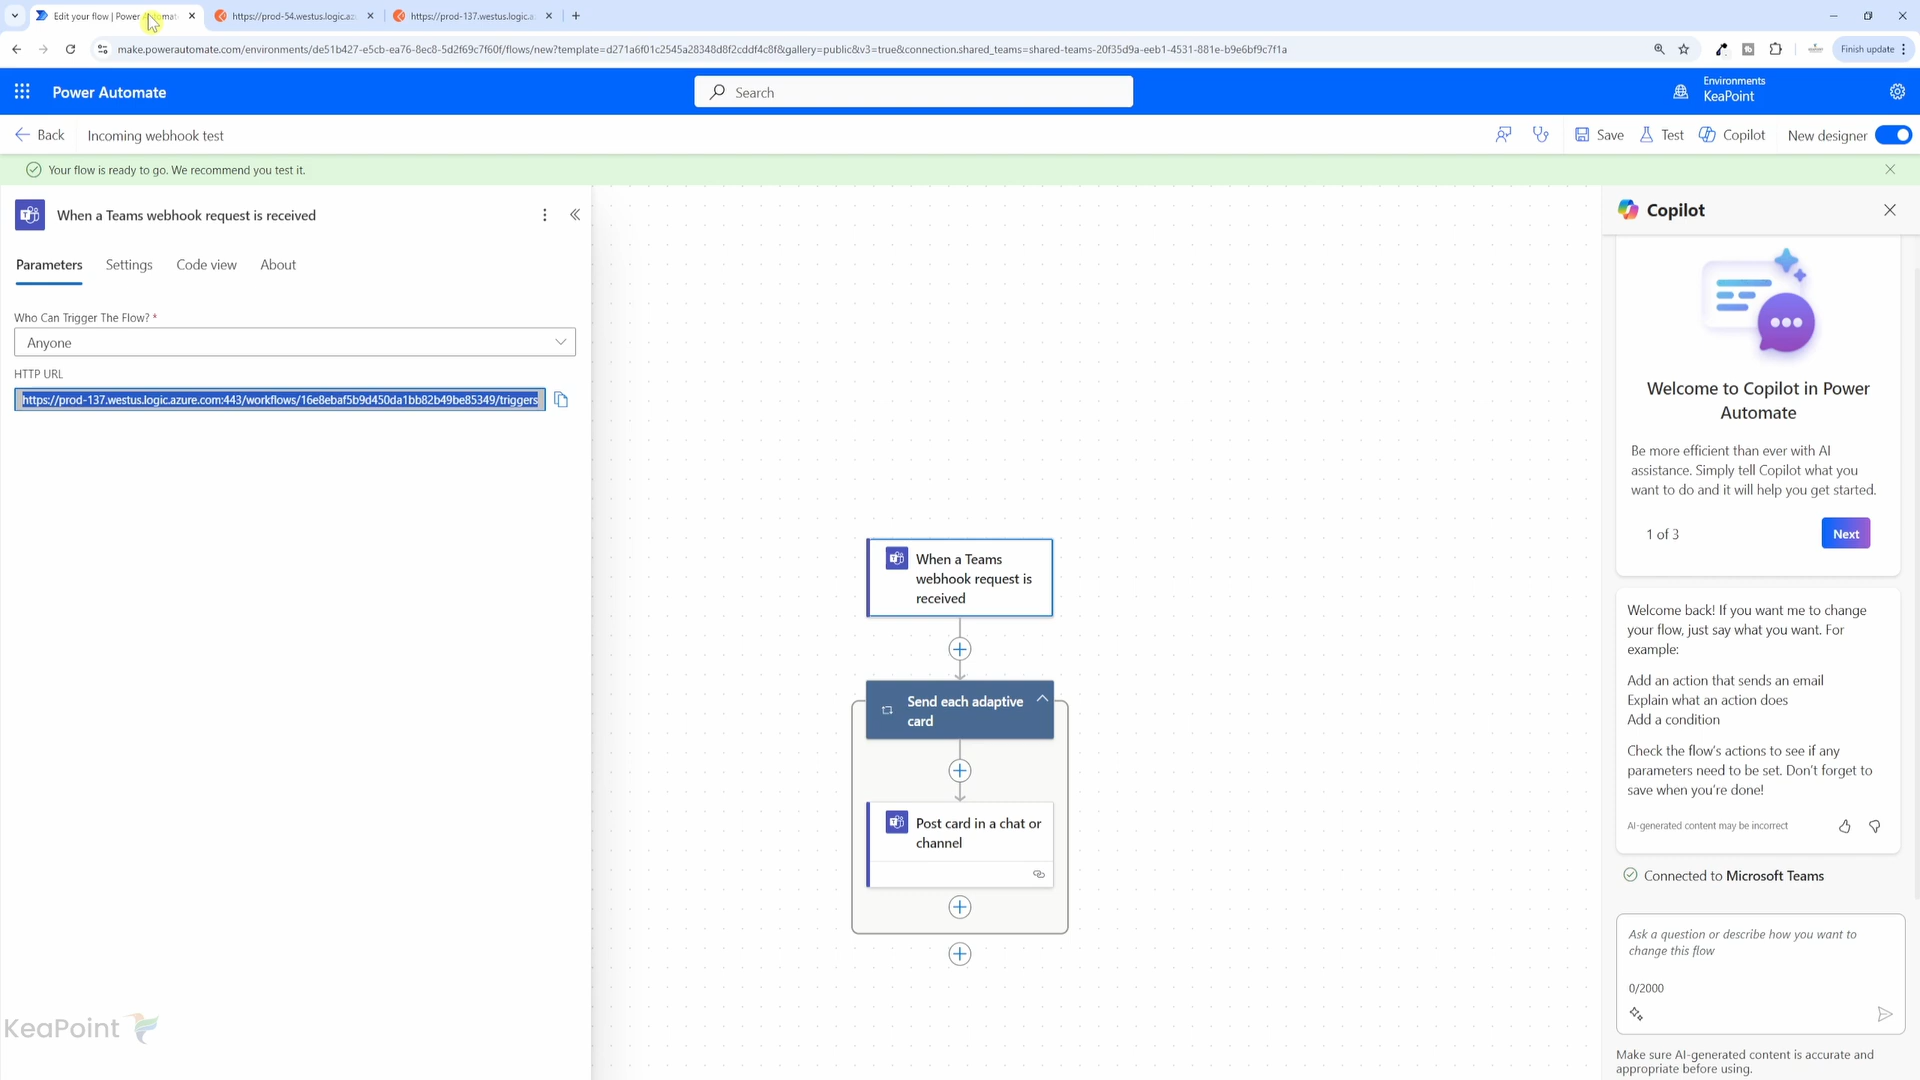 Edit your flow | Power Automate
https://prod-54.westus.logic.az
https://prod-137.westus.logic.a
make.powerautomate.com/environments/de51b427-e5cb-ea76-8ec8-5d2f69c7f60f/flows/new?template=d271a6f01c2545a28348d8f2cddf4c8f&gallery=public&v3=true&connection.shared_teams=shared-teams-20f35d9a-eeb1-4531-881e-b9e6bf9c7f1a
Finish update
Power Automate
Search
Environments
KeaPoint
Back
Incoming webhook test
Save
Test
Copilot
New designer
Your flow is ready to go. We recommend you test it.
When a Teams webhook request is received
Parameters
Settings
Code view
About
Who Can Trigger The Flow? *
Anyone
HTTP URL
https://prod-137.westus.logic.azure.com:443/workflows/16e8ebaf5b9d450da1bb82b49be85349/triggers
When a Teams
webhook request is
received
Send each adaptive
card
Post card in a chat or
channel
Copilot
Welcome to Copilot in Power
Automate
Be more efficient than ever with AI
assistance. Simply tell Copilot what you
want to do and it will help you get started.
1 of 3
Next
Welcome back! If you want me to change
your flow, just say what you want. For
example:
Add an action that sends an email
Explain what an action does
Add a condition
Check the flow's actions to see if any
parameters need to be set. Don't forget to
save when you're done!
AI-generated content may be incorrect
Connected to Microsoft Teams
Ask a question or describe how you want to
change this flow
0/2000
Make sure AI-generated content is accurate and
appropriate before using.
KeaPoint